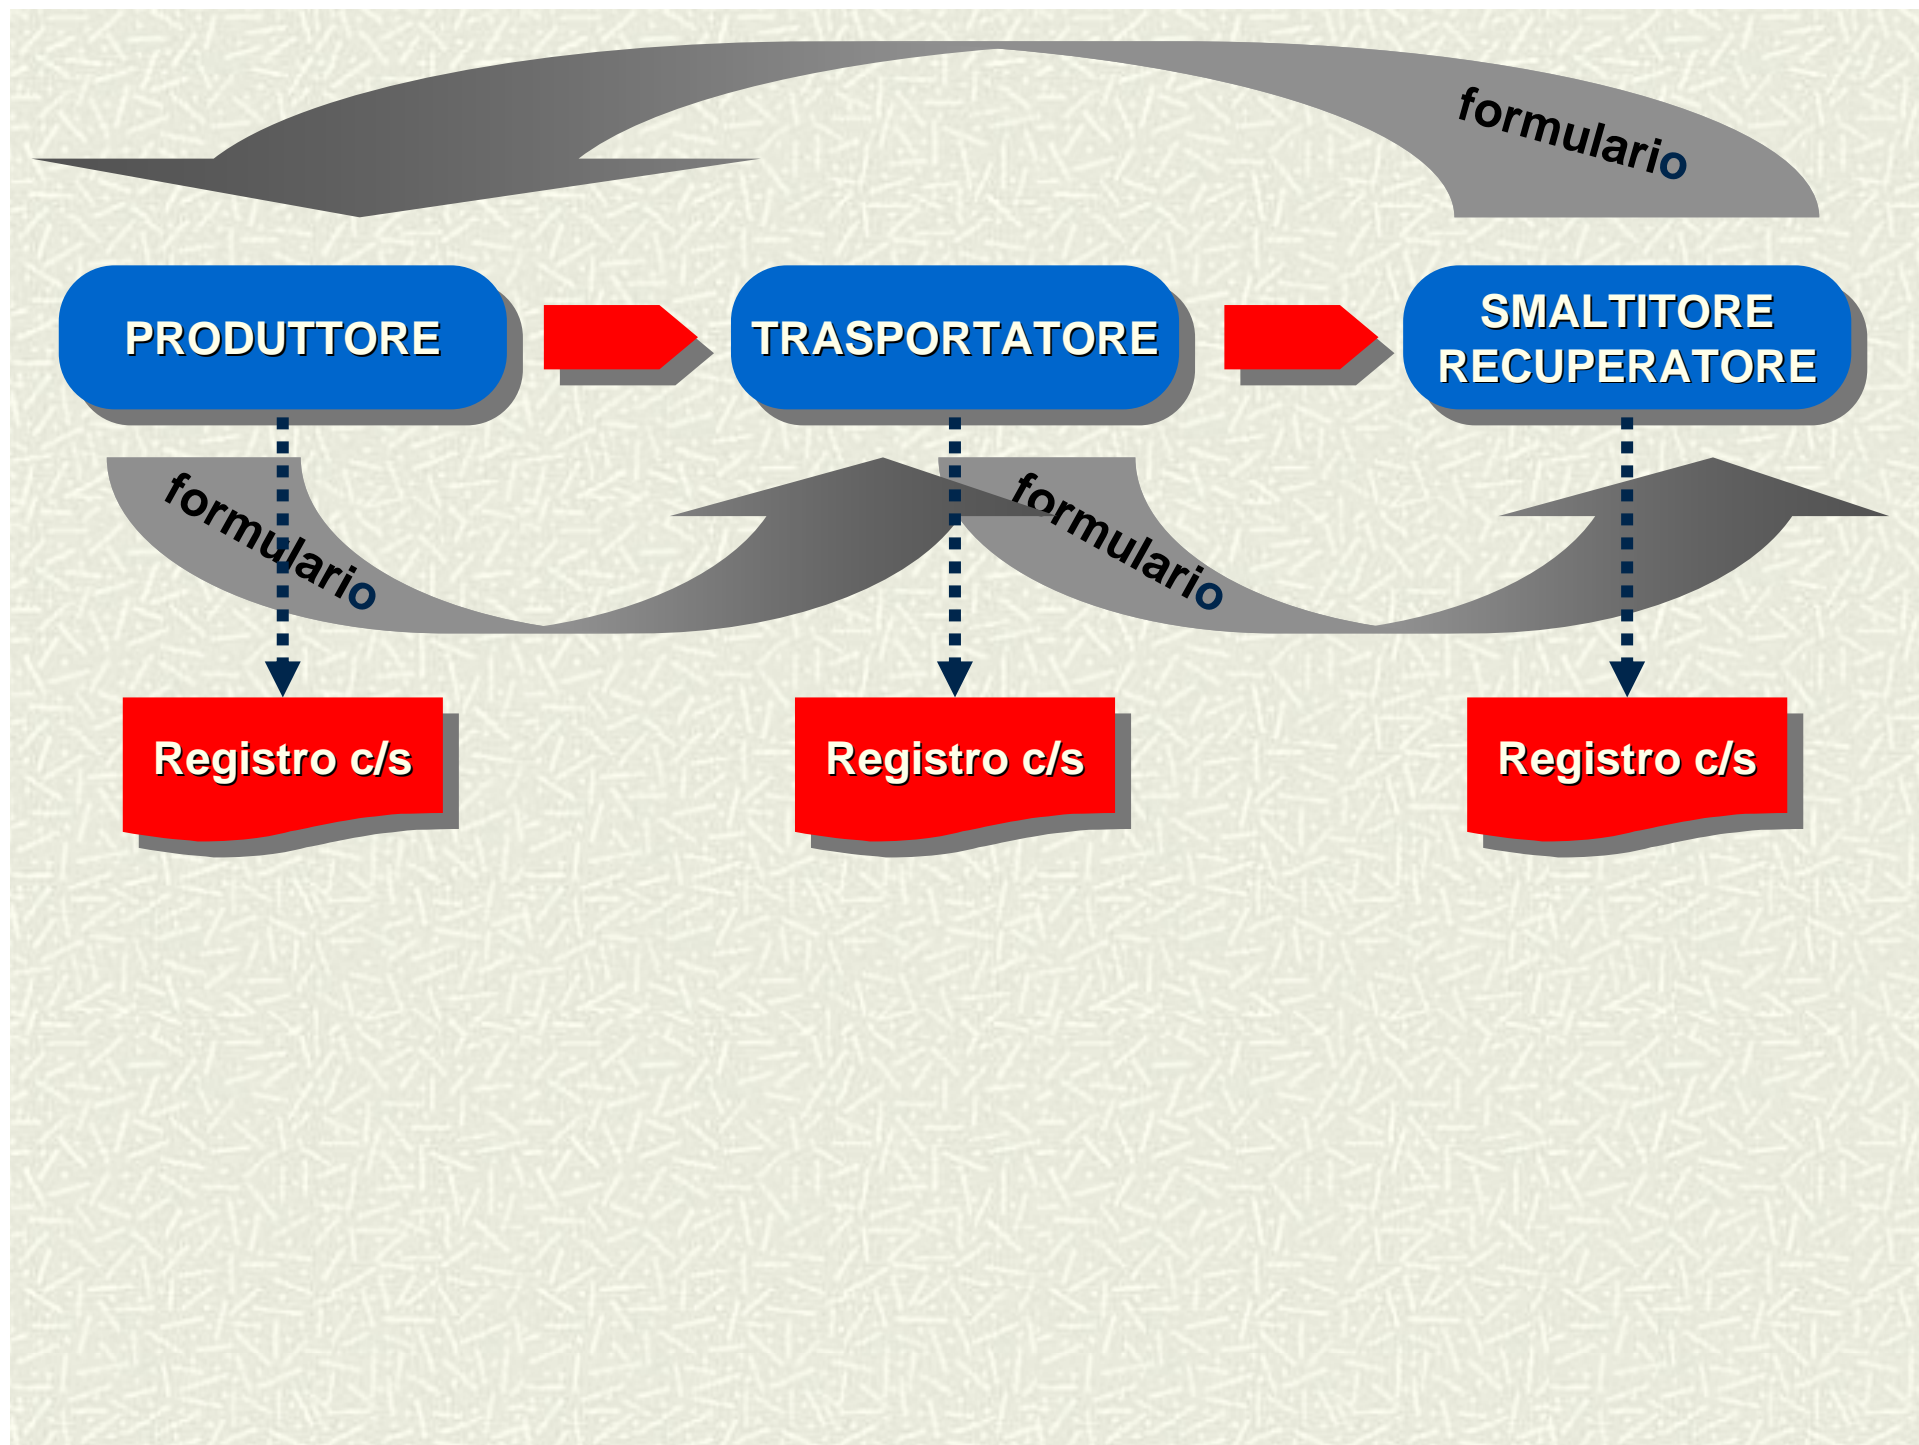 formulario
PRODUTTORE
TRASPORTATORE
SMALTITORE
RECUPERATORE
formulario
formulario
Registro c/s
Registro c/s
Registro c/s